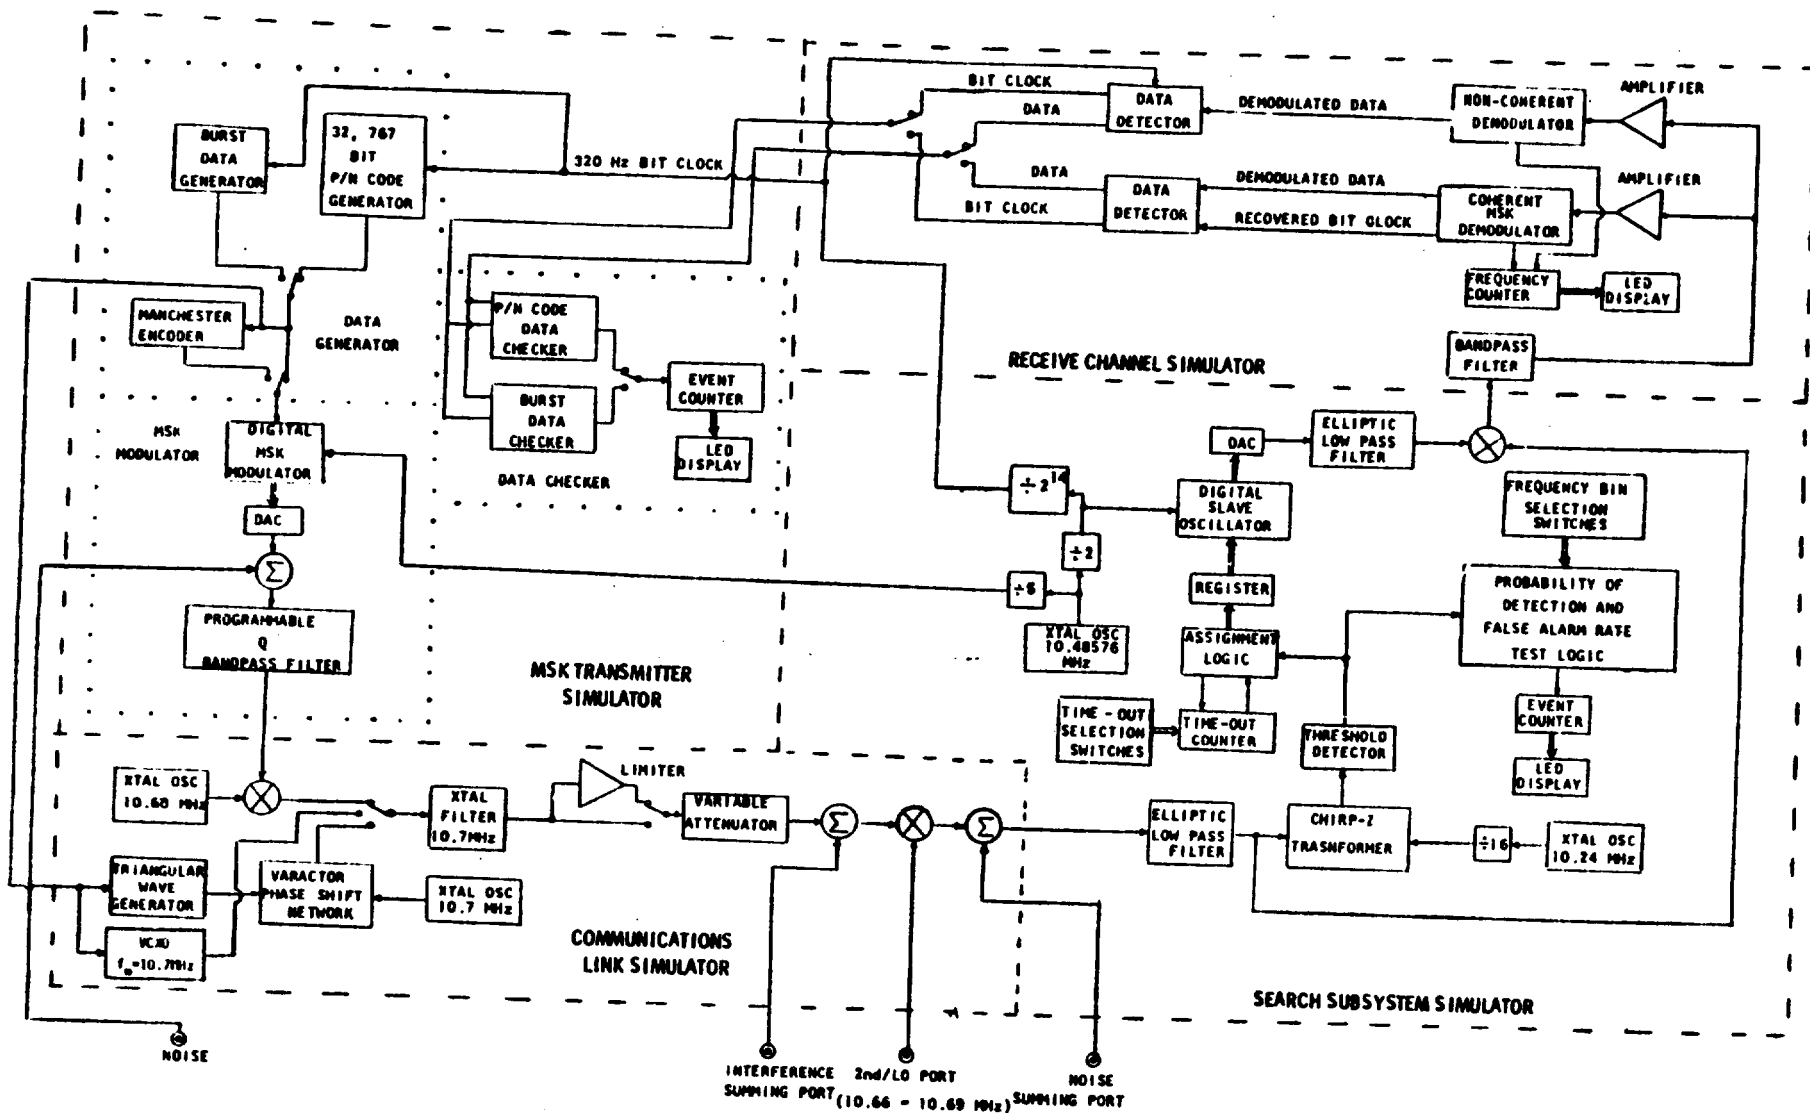 BURST
DATA
GENERATOR
32, 767
BIT
P/N CODE
GENERATOR
320 Hz BIT CLOCK
BIT CLOCK
DATA
DATA
DETECTOR
DEMODULATED DATA
NON-COHERENT
DEMODULATOR
AMPLIFIER
DATA
BIT CLOCK
DATA
DETECTOR
DEMODULATED DATA
RECOVERED BIT GLOCK
COHERENT
MSK
DEMODULATOR
AMPLIFIER
FREQUENCY
COUNTER
LED
DISPLAY
BANDPASS
FILTER
RECEIVE CHANNEL SIMULATOR
MANCHESTER
ENCODER
DATA
GENERATOR
P/N CODE
DATA
CHECKER
BURST
DATA
CHECKER
EVENT
COUNTER
LED
DISPLAY
DATA CHECKER
MSK
MODULATOR
DIGITAL
MSK
MODULATOR
DAC
Σ
PROGRAMMABLE
Q
BANDPASS FILTER
MSK TRANSMITTER
SIMULATOR
÷2 14
÷2
÷5
XTAL OSC
10.48576
MHz
DAC
ELLIPTIC
LOW PASS
FILTER
DIGITAL
SLAVE
OSCILLATOR
REGISTER
ASSIGNMENT
LOGIC
TIME-OUT
SELECTION
SWITCHES
TIME-OUT
COUNTER
FREQUENCY BIN
SELECTION
SWITCHES
PROBABILITY OF
DETECTION AND
FALSE ALARM RATE
TEST LOGIC
EVENT
COUNTER
LED
DISPLAY
THRESHOLD
DETECTOR
XTAL OSC
10.68 MHz
XTAL
FILTER
10.7MHz
LIMITER
VARTABLE
ATTENUATOR
Σ
Σ
ELLIPTIC
LOW PASS
FILTER
CHIRP-Z
TRASNFORMER
÷16
XTAL OSC
10.24 MHz
TRIANGULAR
WAVE
GENERATOR
VARACTOR
PHASE SHIFT
NETWORK
XTAL OSC
10.7 MHz
VCXO
=10.7MHz
COMMUNICATIONS
LINK SIMULATOR
SEARCH SUBSYSTEM SIMULATOR
NOISE
INTERFERENCE
SUMMING PORT
2nd/LO PORT
(10.66 - 10.69 MHz)
NOISE
SUMMING PORT